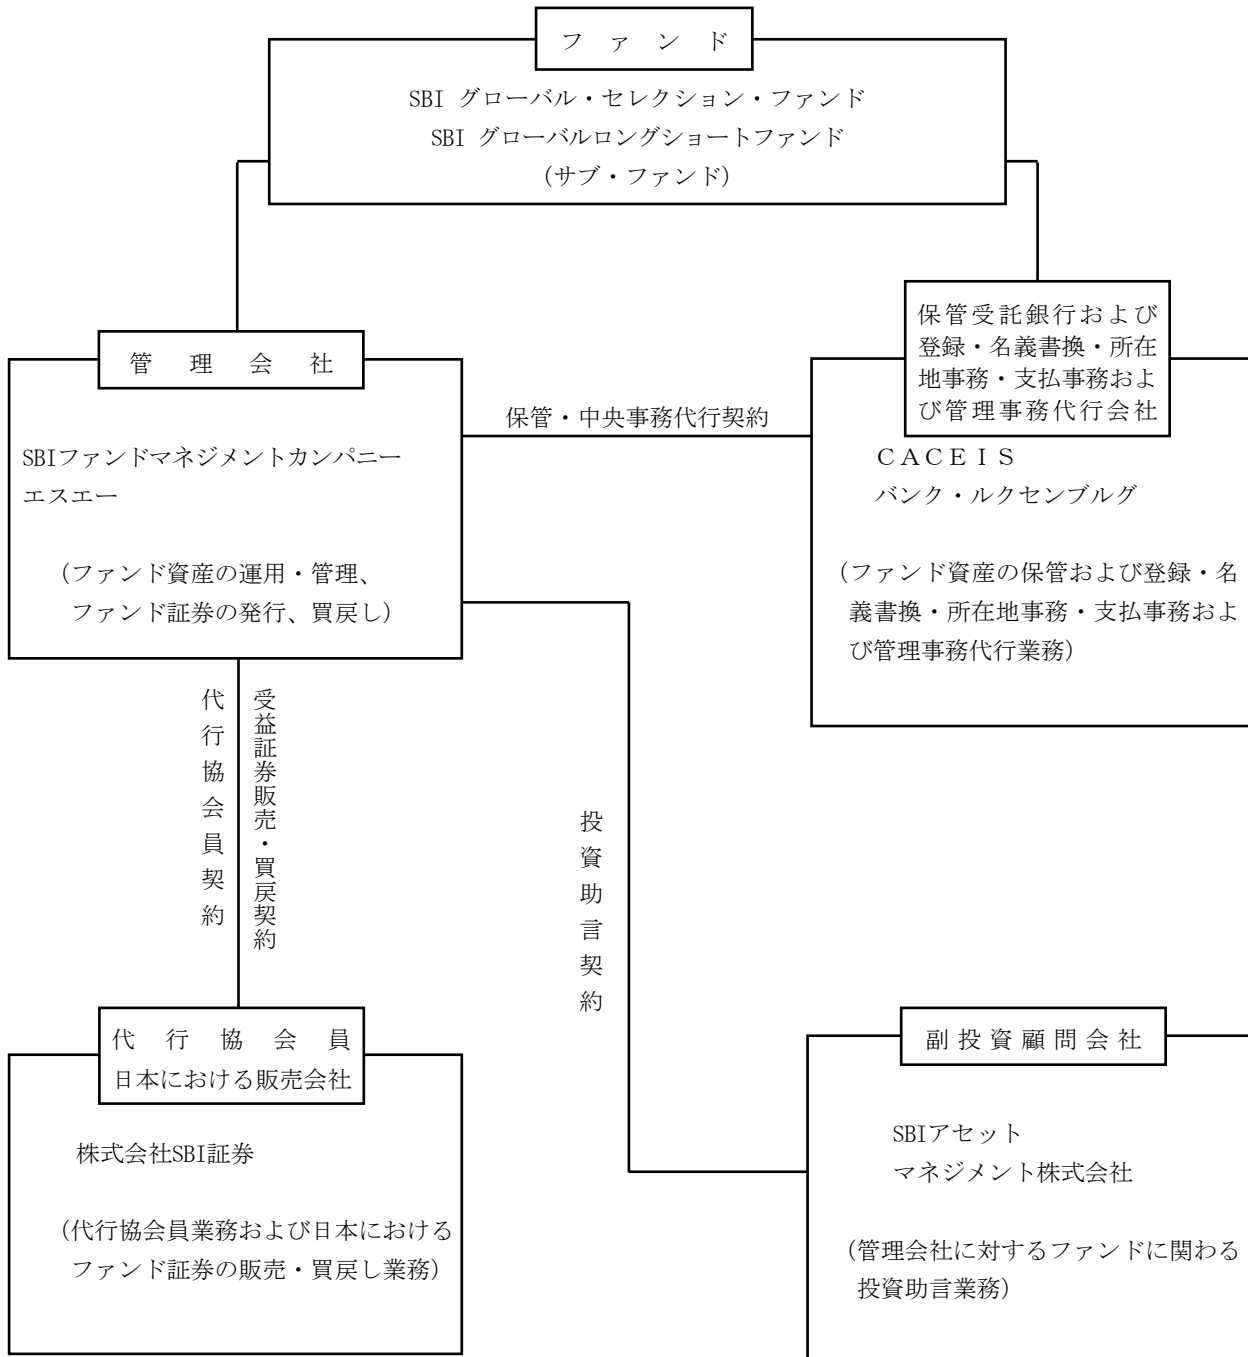 ファンド
SBI グローバル・セレクション・ファンド
SBI グローバルロングショートファンド
(サブ・ファンド)
管理会社
SBIファンドマネジメントカンパニー
エスエー
(ファンド資産の運用・管理、
ファンド証券の発行、買戻し)
保管・中央事務代行契約
保管受託銀行および
登録・名義書換・所在
地事務・支払事務およ
び管理事務代行会社
ＣＡＣＥＩＳ
バンク・ルクセンブルグ
(ファンド資産の保管および登録・名
義書換・所在地事務・支払事務およ
び管理事務代行業務)
代行協会員契約
受益証券販売・買戻契約
投資助言契約
代行協会員
日本における販売会社
株式会社SBI証券
(代行協会員業務および日本における
ファンド証券の販売・買戻し業務)
副投資顧問会社
SBIアセット
マネジメント株式会社
(管理会社に対するファンドに関わる
投資助言業務)